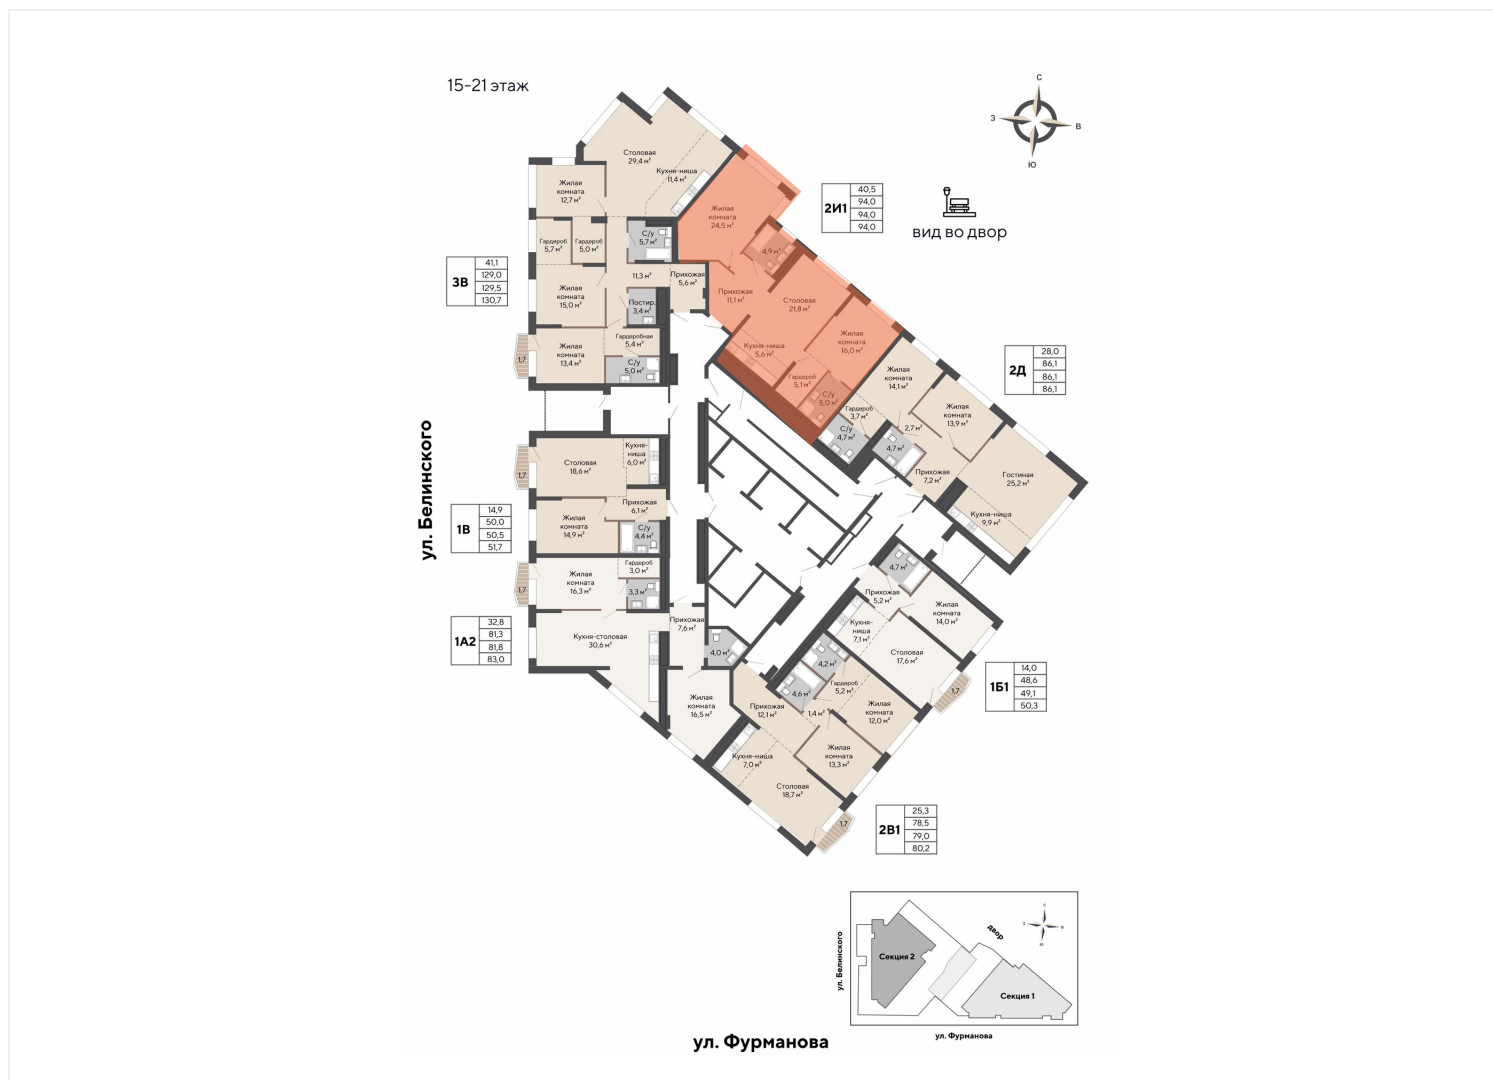 15-21 этаж
С
З
В
Ю
вид во двор
2И1
40,5
94,0
94,0
94,0
Столовая
29,4 м²
Кухня-ниша
11,4 м²
Жилая
комната
12,7 м²
Гардероб
5,7 м²
Гардероб
5,0 м²
С/у
5,7 м²
11,3 м²
Прихожая
5,6 м²
Жилая
комната
15,0 м²
Постир.
3,4 м²
Гардеробная
5,4 м²
Жилая
комната
13,4 м²
С/у
5,0 м²
1,7
3В
41,1
129,0
129,5
130,7
Жилая
комната
24,5 м²
4,9 м²
Прихожая
11,1 м²
Столовая
21,8 м²
Кухня-ниша
5,6 м²
Жилая
комната
16,0 м²
Гардероб
5,1 м²
С/у
5,0 м²
2Д
28,0
86,1
86,1
86,1
Жилая
комната
14,1 м²
Гардероб
3,7 м²
С/у
4,7 м²
2,7 м²
4,7 м²
Жилая
комната
13,9 м²
Прихожая
7,2 м²
Гостиная
25,2 м²
Кухня-ниша
9,9 м²
ул. Белинского
Столовая
18,6 м²
Кухня-
ниша
6,0 м²
1,7
Прихожая
6,1 м²
Жилая
комната
14,9 м²
С/у
4,4 м²
1В
14,9
50,0
50,5
51,7
Гардероб
3,0 м²
Жилая
комната
16,3 м²
3,3 м²
1,7
Кухня-столовая
30,6 м²
Прихожая
7,6 м²
4,0 м²
Жилая
комната
16,5 м²
1А2
32,8
81,3
81,8
83,0
4,7 м²
Прихожая
5,2 м²
Жилая
комната
14,0 м²
Кухня-
ниша
7,1 м²
Столовая
17,6 м²
1,7
1Б1
14,0
48,6
49,1
50,3
4,2 м²
4,6 м²
Гардероб
5,2 м²
1,4 м²
Прихожая
12,1 м²
Жилая
комната
12,0 м²
Жилая
комната
13,3 м²
Кухня-ниша
7,0 м²
Столовая
18,7 м²
1,7
2В1
25,3
78,5
79,0
80,2
ул. Фурманова
ул. Белинского
Секция 2
двор
Секция 1
ул. Фурманова